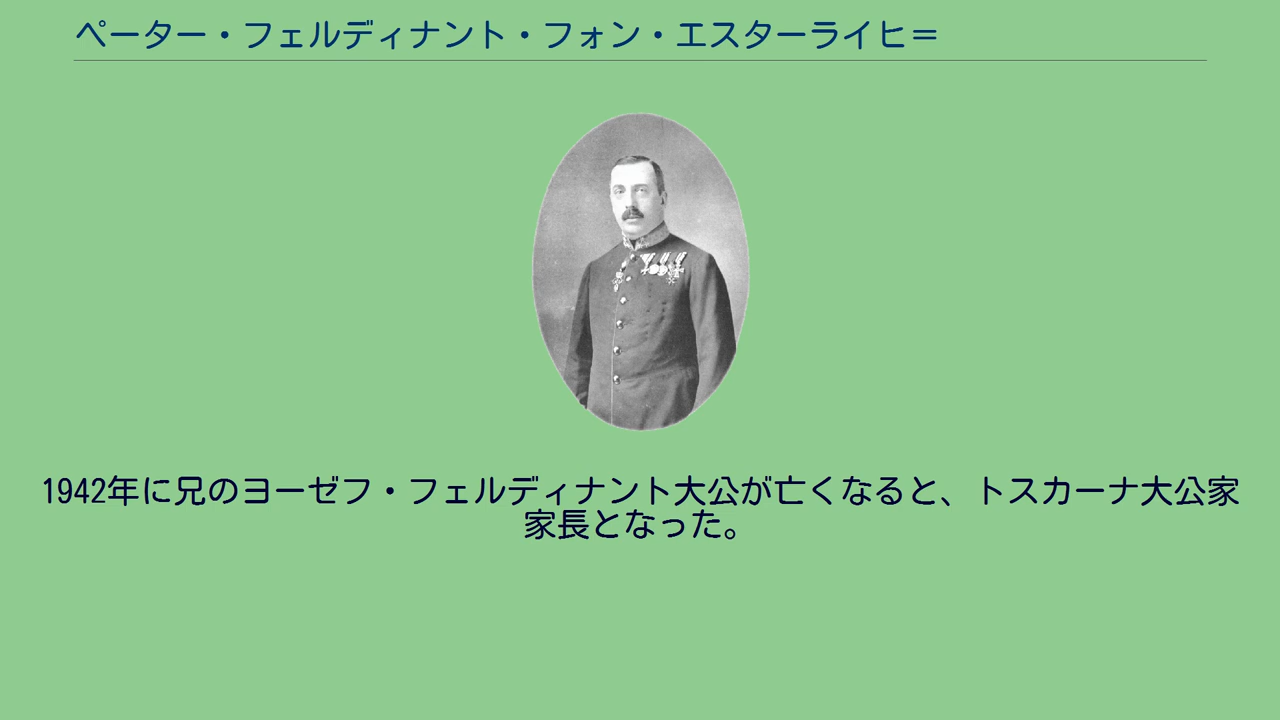 ペーター・フェルディナント・フォン・エスターライヒ＝
1942年に兄のヨーゼフ・フェルディナント大公が亡くなると、トスカーナ大公家
家長となった。